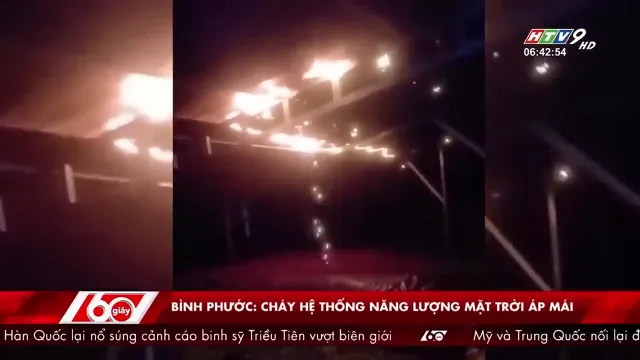 HTV9 HD
06:42:54
60 giây
BÌNH PHƯỚC: CHÁY HỆ THỐNG NĂNG LƯỢNG MẶT TRỜI ÁP MÁI
Hàn Quốc lại nổ súng cảnh cáo binh sỹ Triều Tiên vượt biên giới 60 giây Mỹ và Trung Quốc nối lại đ